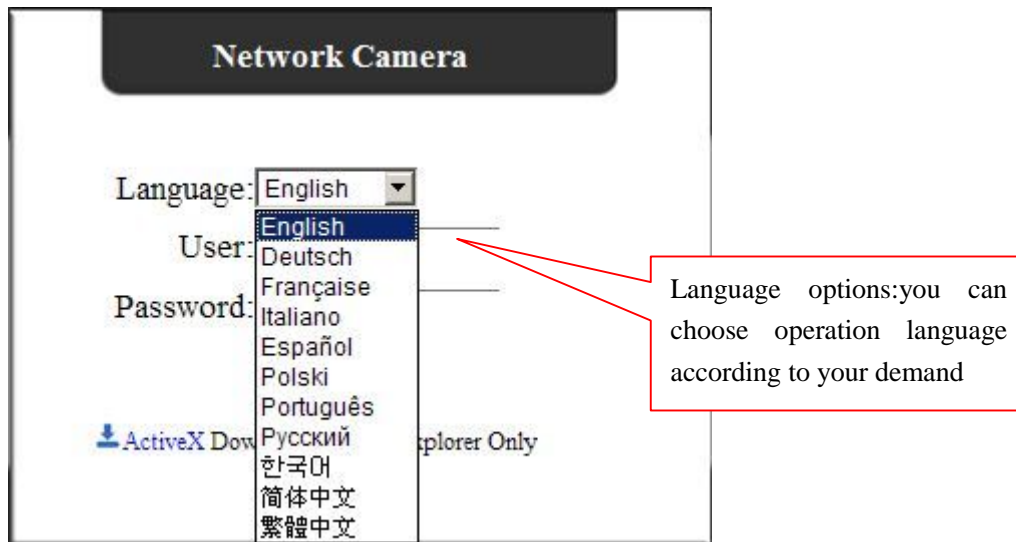 Network Camera
Language: English
English
User:
Deutsch
Française
Password:
Italiano
Español
Polski
Português
ActiveX Dow
Русский
xplorer Only
한국어
简体中文
繁體中文
Language options:you can
choose operation language
according to your demand